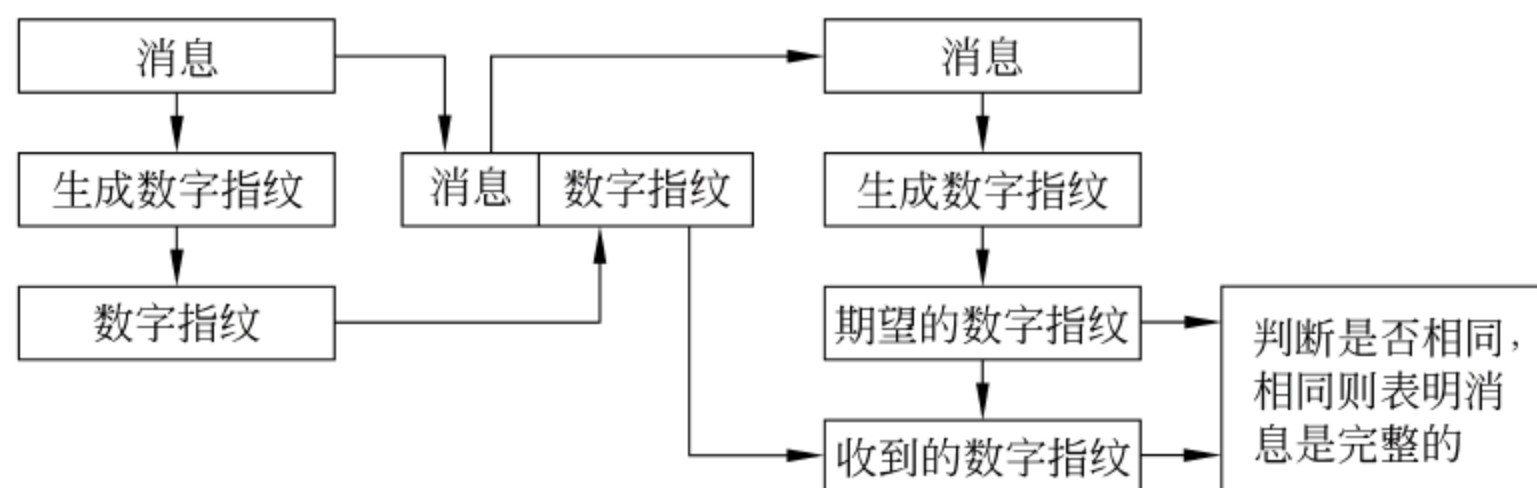 消息
生成数字指纹
数字指纹
消息
数字指纹
消息
生成数字指纹
期望的数字指纹
收到的数字指纹
判断是否相同，
相同则表明消
息是完整的